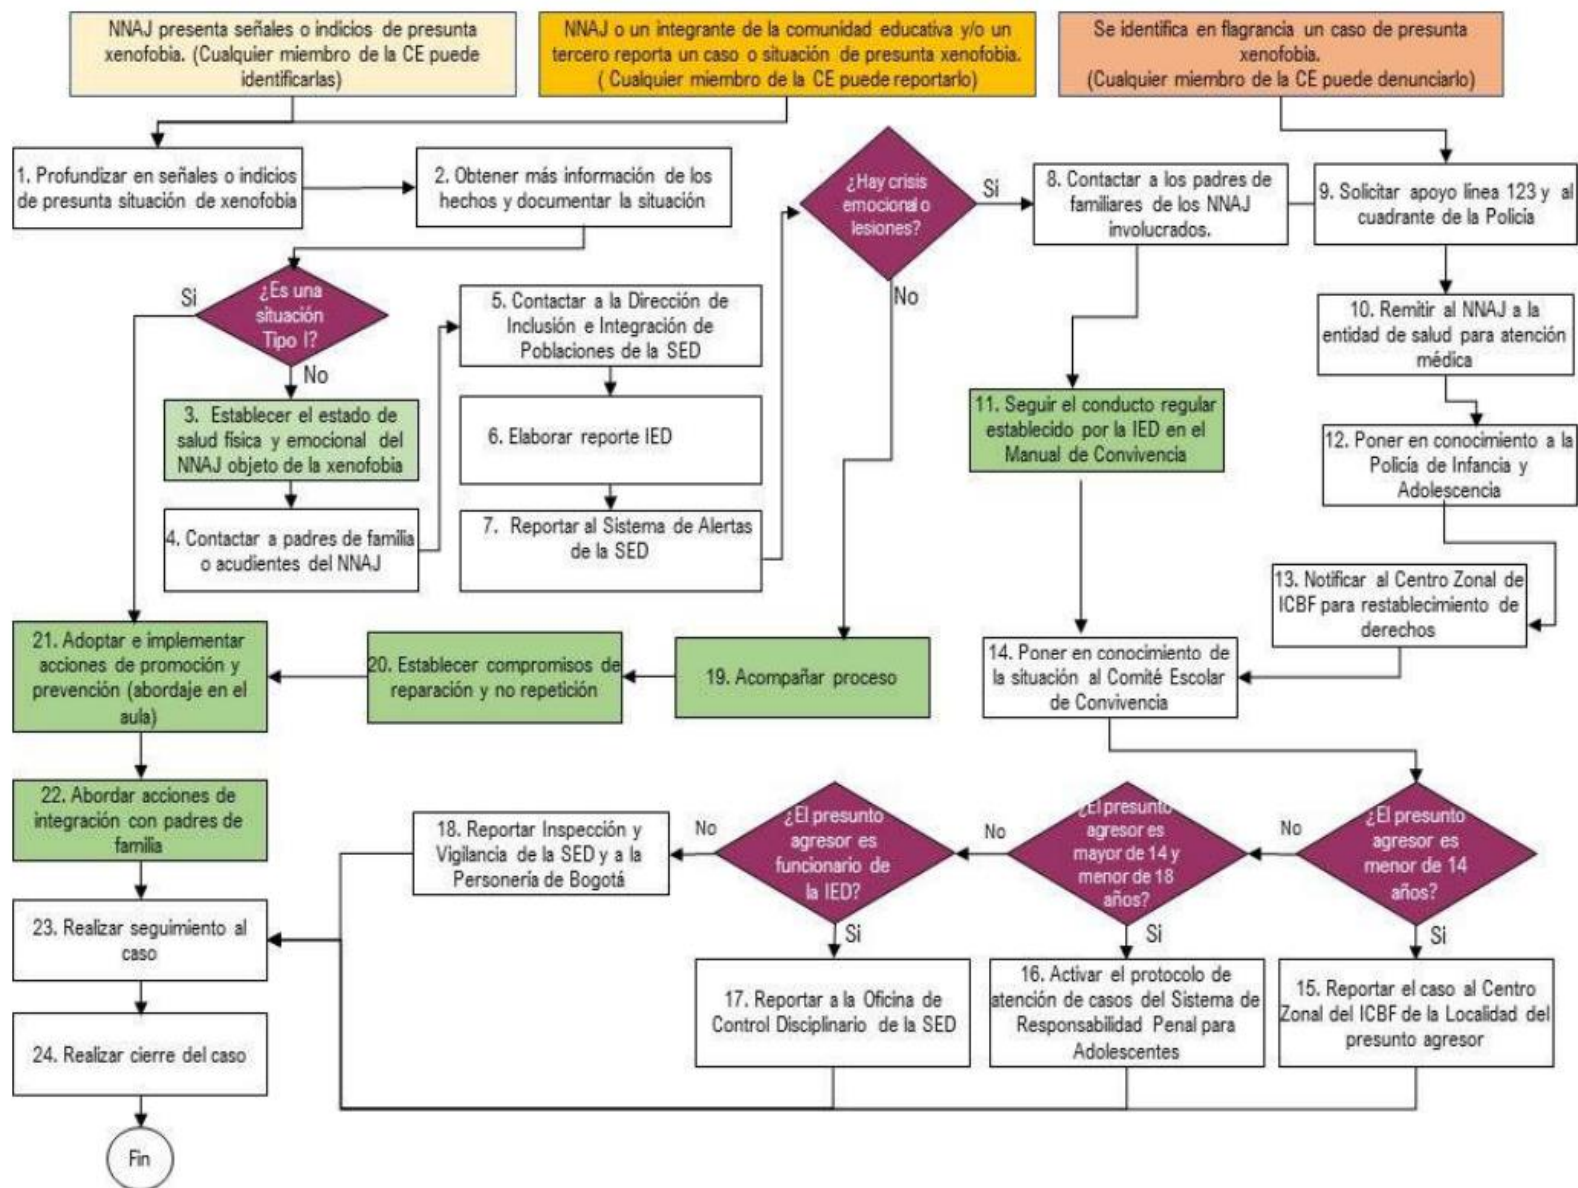 NNAJ presenta señales o indicios de presunta
xenofobia. (Cualquier miembro de la CE puede
identificarlas)
NNAJ o un integrante de la comunidad educativa y/o un
tercero reporta un caso o situación de presunta xenofobia.
( Cualquier miembro de la CE puede reportarlo)
Se identifica en flagrancia un caso de presunta
xenofobia.
(Cualquier miembro de la CE puede denunciarlo)
1. Profundizar en señales o indicios
de presunta situación de xenofobia
2. Obtener más información de los
hechos y documentar la situación
¿Hay crisis
emocional o
lesiones?
Si
No
8. Contactar a los padres de
familiares de los NNAJ
involucrados.
9. Solicitar apoyo línea 123 y al
cuadrante de la Policía
¿Es una
situación
Tipo I?
Si
No
5. Contactar a la Dirección de
Inclusión e Integración de
Poblaciones de la SED
10. Remitir al NNAJ a la
entidad de salud para atención
médica
3. Establecer el estado de
salud física y emocional del
NNAJ objeto de la xenofobia
6. Elaborar reporte IED
11. Seguir el conducto regular
establecido por la IED en el
Manual de Convivencia
12. Poner en conocimiento a la
Policía de Infancia y
Adolescencia
4. Contactar a padres de familia
o acudientes del NNAJ
7. Reportar al Sistema de Alertas
de la SED
13. Notificar al Centro Zonal de
ICBF para restablecimiento de
derechos
21. Adoptar e implementar
acciones de promoción y
prevención (abordaje en el
aula)
20. Establecer compromisos de
reparación y no repetición
19. Acompañar proceso
14. Poner en conocimiento de
la situación al Comité Escolar
de Convivencia
22. Abordar acciones de
integración con padres de
familia
18. Reportar Inspección y
Vigilancia de la SED y a la
Personería de Bogotá
No
¿El presunto
agresor es
funcionario de
la IED?
Si
No
¿El presunto
agresor es
mayor de 14 y
menor de 18
años?
Si
No
¿El presunto
agresor es
menor de 14
años?
Si
23. Realizar seguimiento al
caso
17. Reportar a la Oficina de
Control Disciplinario de la SED
16. Activar el protocolo de
atención de casos del Sistema de
Responsabilidad Penal para
Adolescentes
15. Reportar el caso al Centro
Zonal del ICBF de la Localidad del
presunto agresor
24. Realizar cierre del caso
Fin